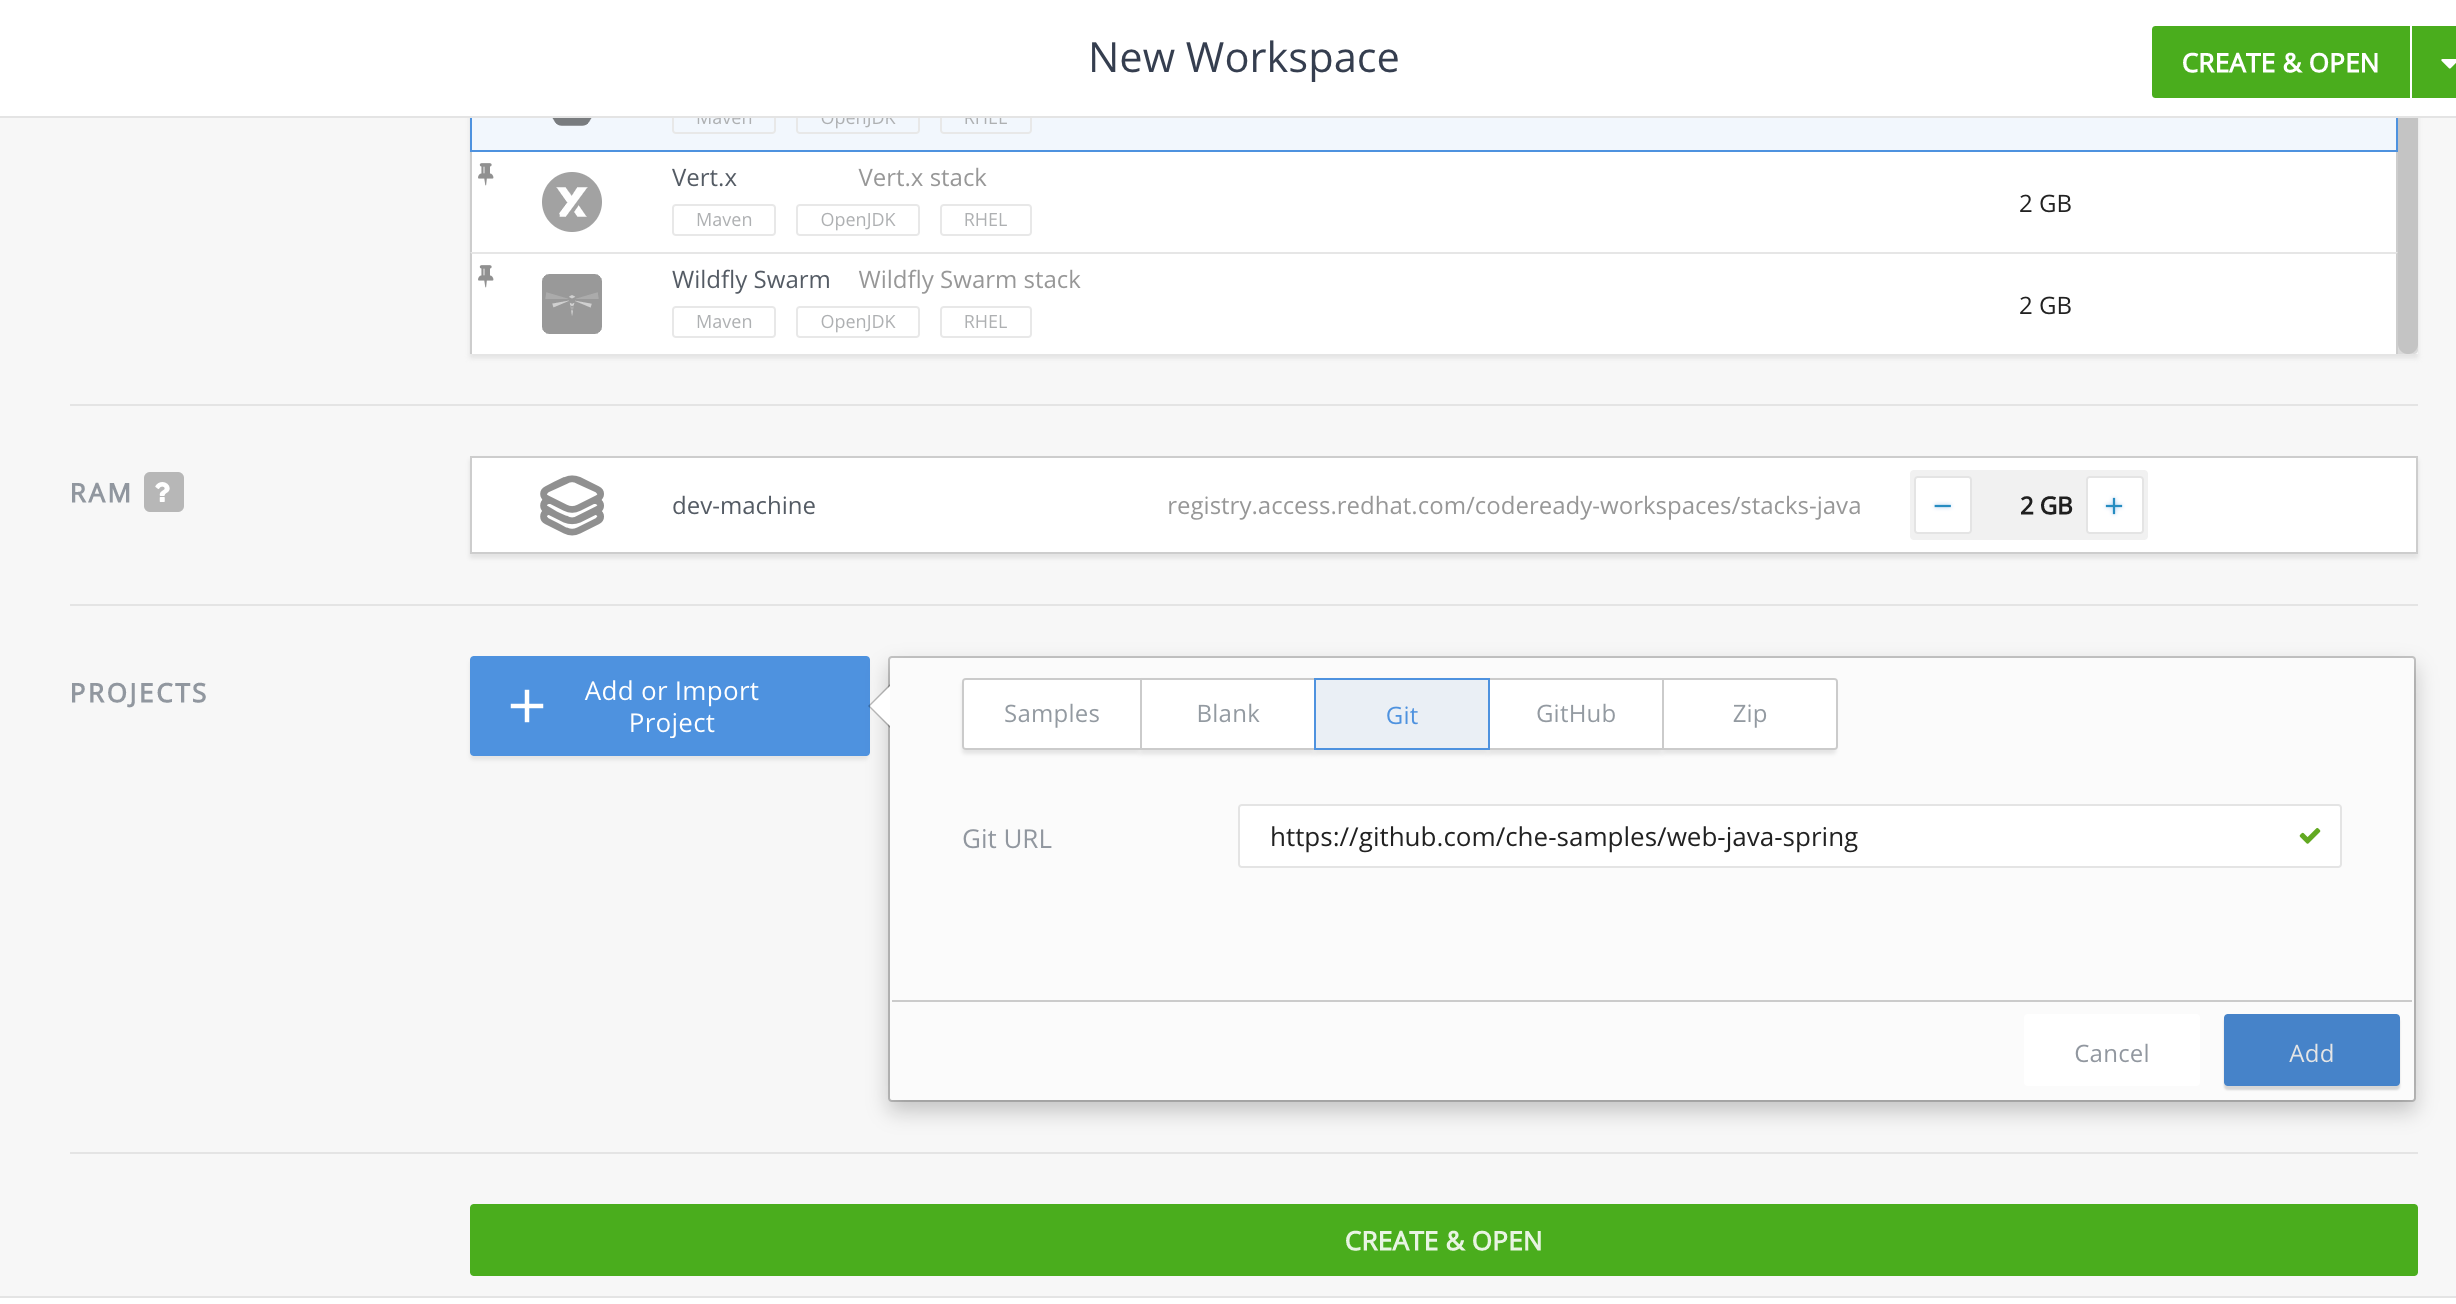 New Workspace
CREATE & OPEN
Maven OpenJDK RHEL
Vert.x Vert.x stack
2 GB
Maven OpenJDK RHEL
Wildfly Swarm Wildfly Swarm stack
2 GB
Maven OpenJDK RHEL
RAM ?
dev-machine registry.access.redhat.com/codeready-workspaces/stacks-java − 2 GB +
PROJECTS
Add or Import
Project
Samples Blank Git GitHub Zip
Git URL https://github.com/che-samples/web-java-spring
Cancel Add
CREATE & OPEN